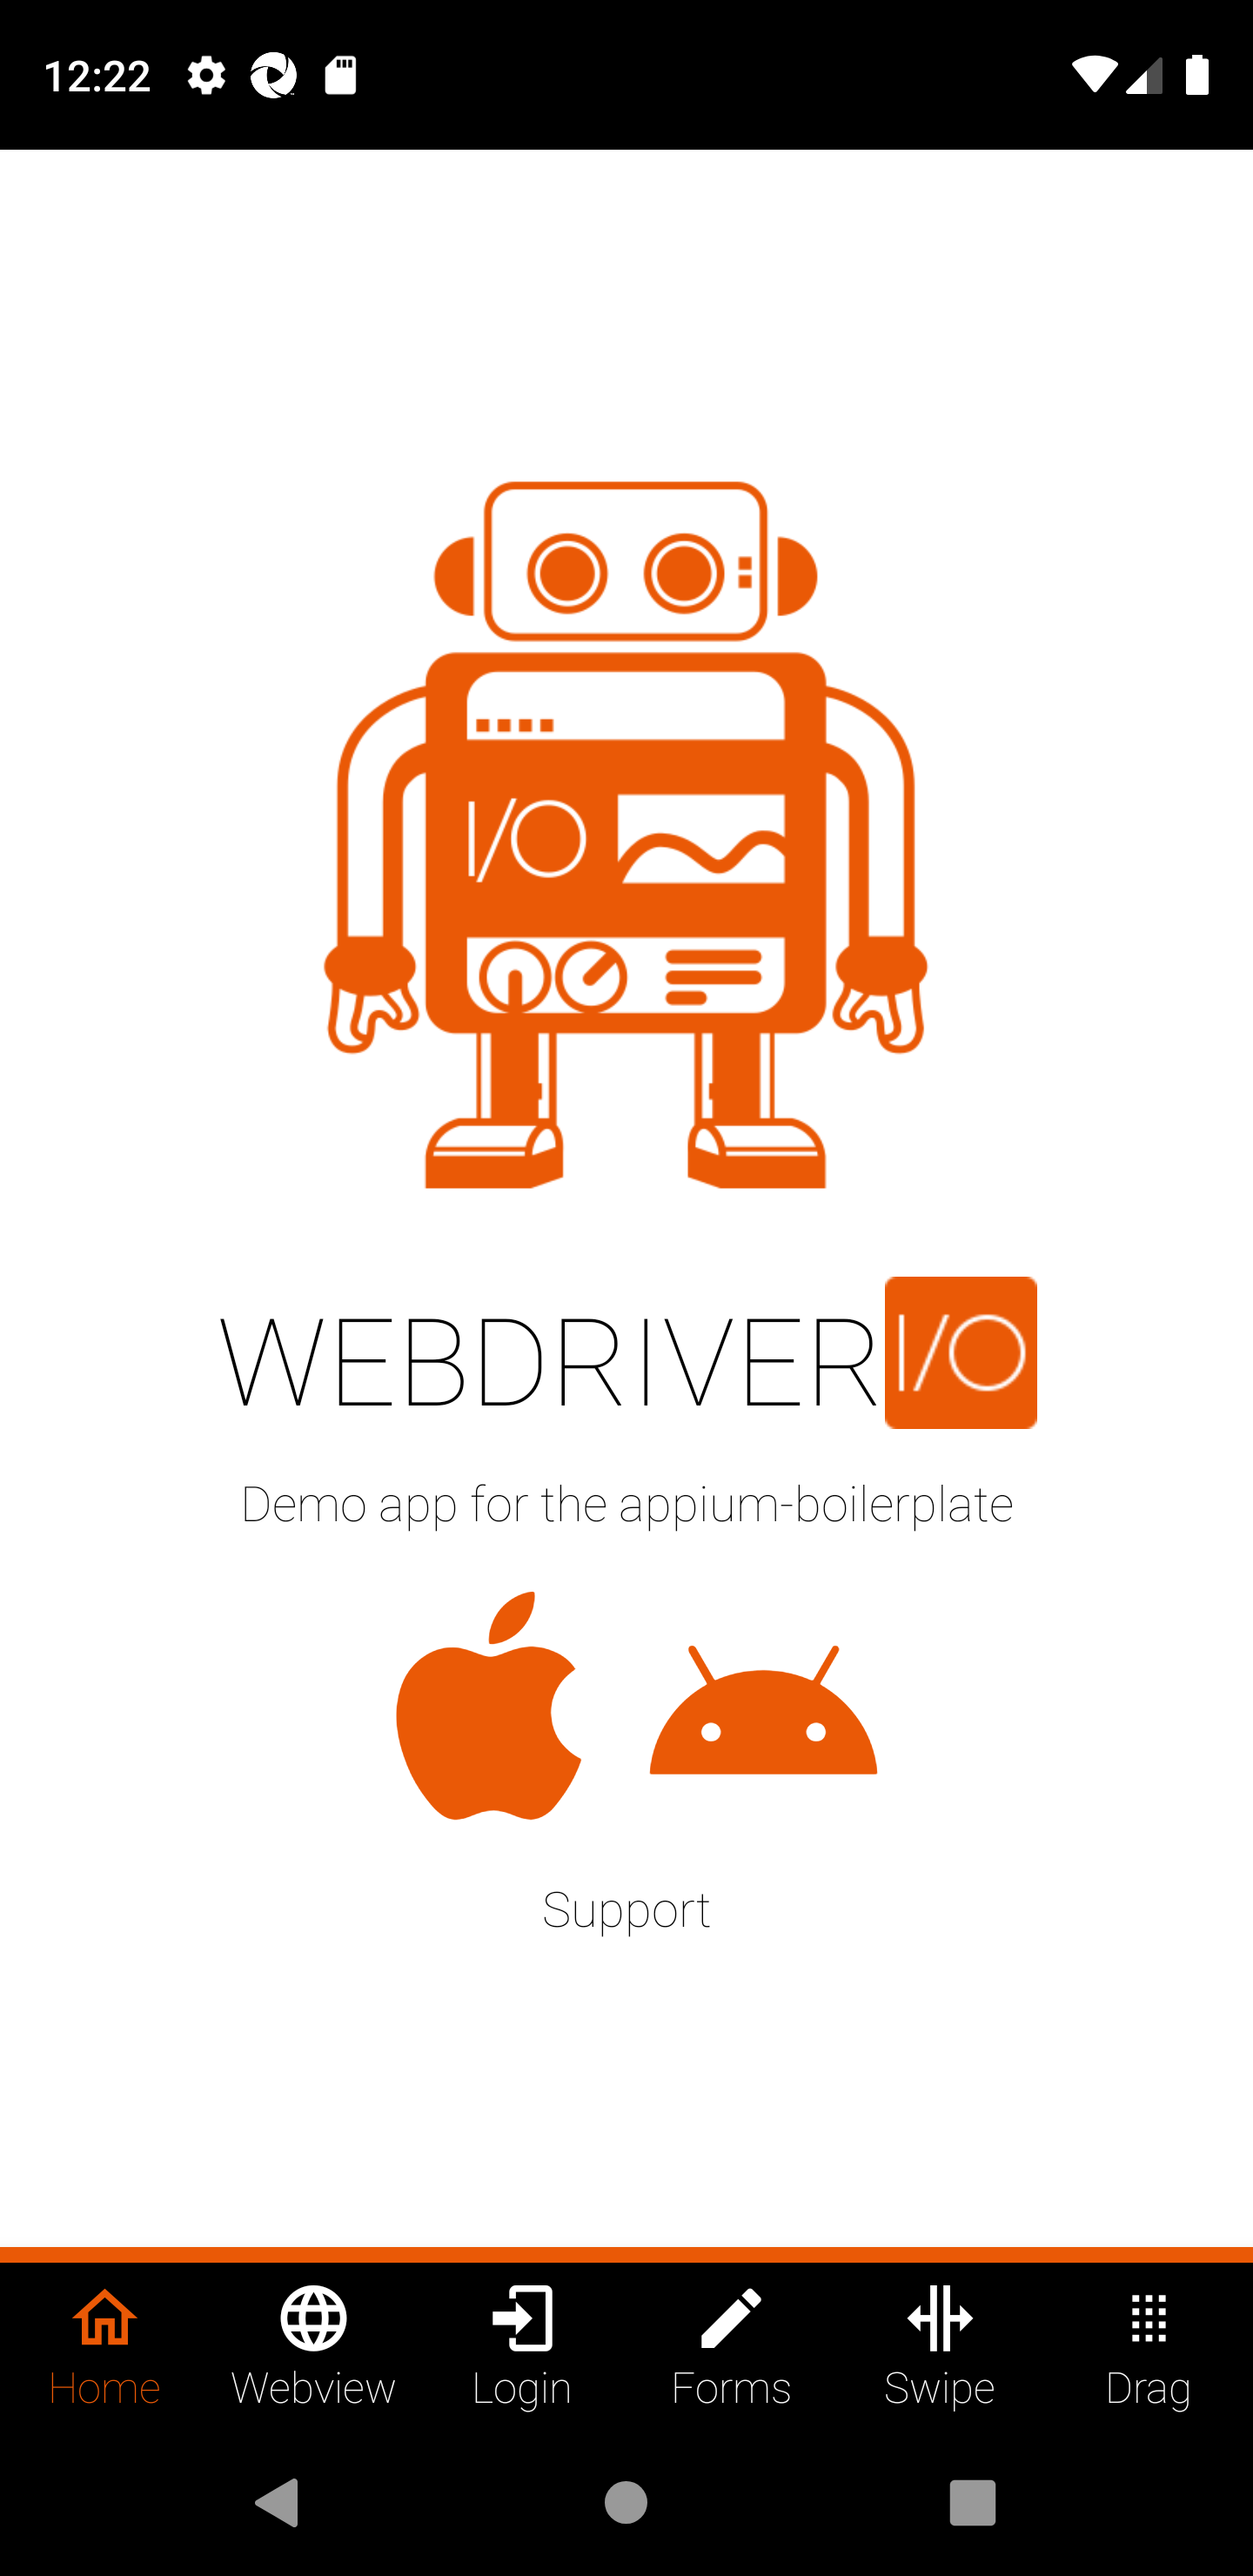 12:22
I/O
WEBDRIVER I/O
Demo app for the appium-boilerplate
Support
Home Webview Login Forms Swipe Drag